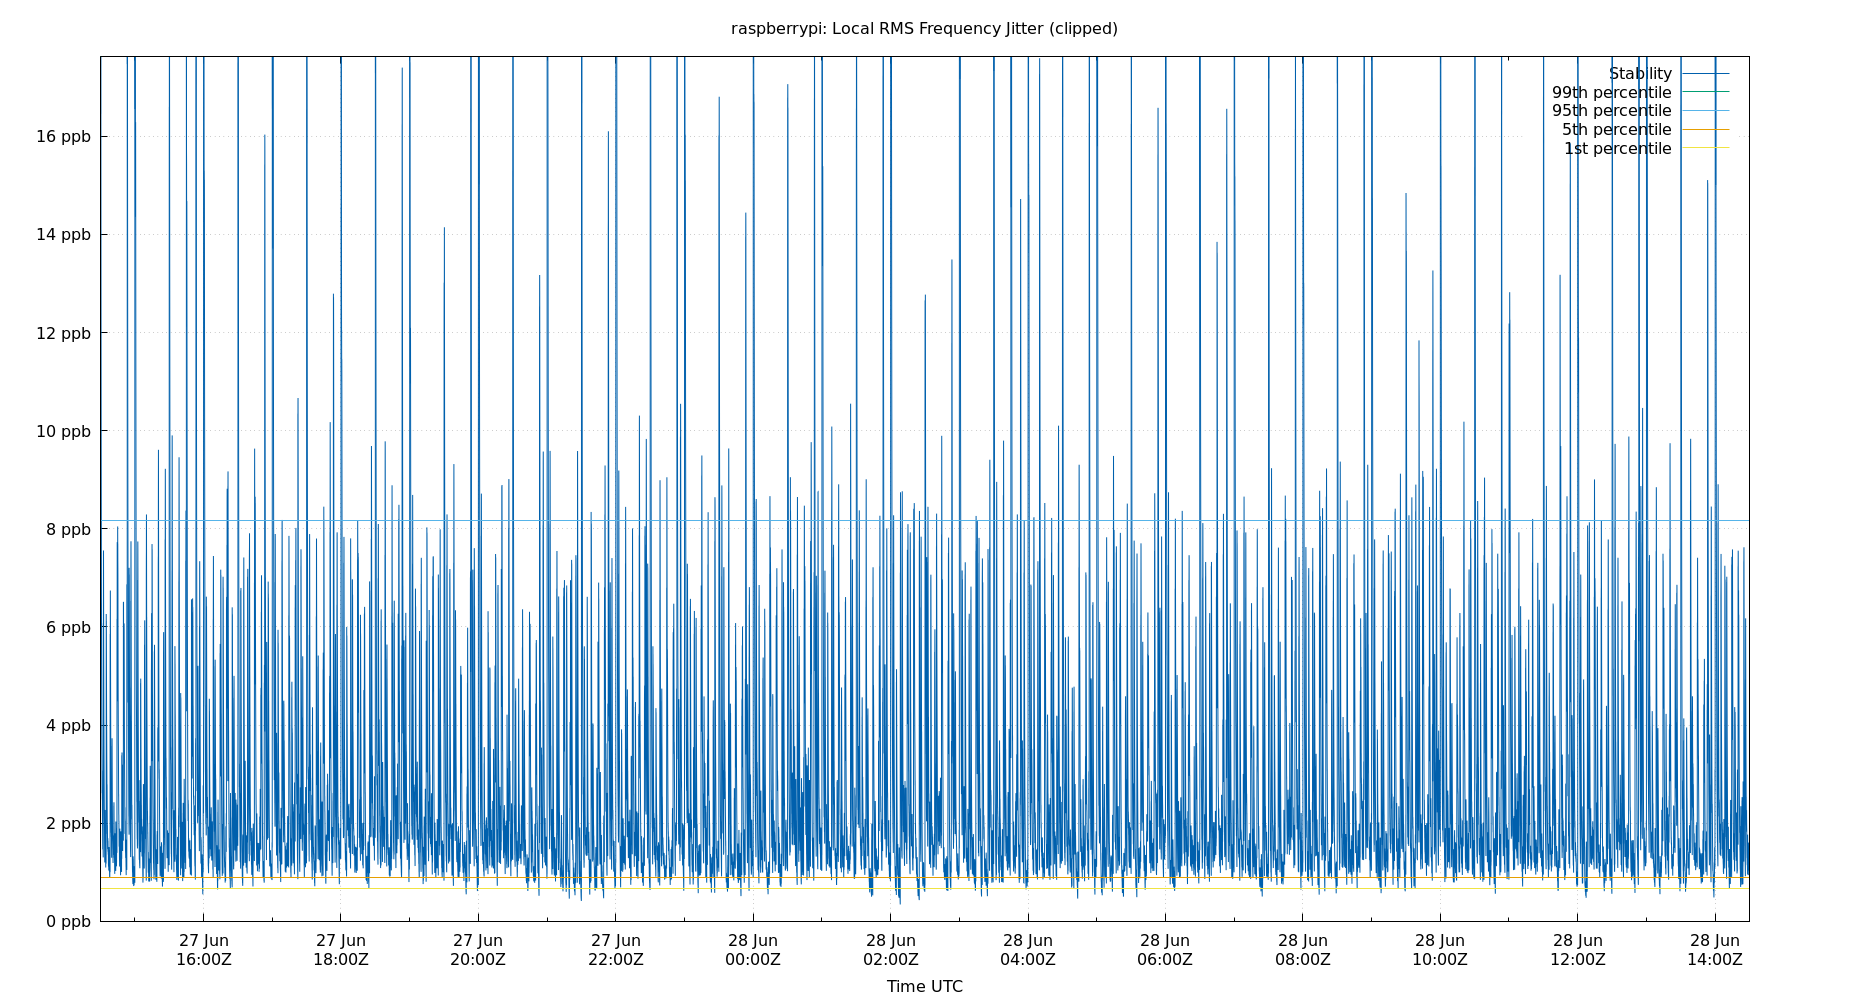 raspberrypi: Local RMS Frequency Jitter (clipped)
Stability
99th percentile
95th percentile
5th percentile
1st percentile
16 ppb
14 ppb
12 ppb
10 ppb
8 ppb
6 ppb
4 ppb
2 ppb
0 ppb
27 Jun 27 Jun 27 Jun 27 Jun 28 Jun 28 Jun 28 Jun 28 Jun 28 Jun 28 Jun 28 Jun 28 Jun
16:00Z 18:00Z 20:00Z 22:00Z 00:00Z 02:00Z 04:00Z 06:00Z 08:00Z 10:00Z 12:00Z 14:00Z
Time UTC